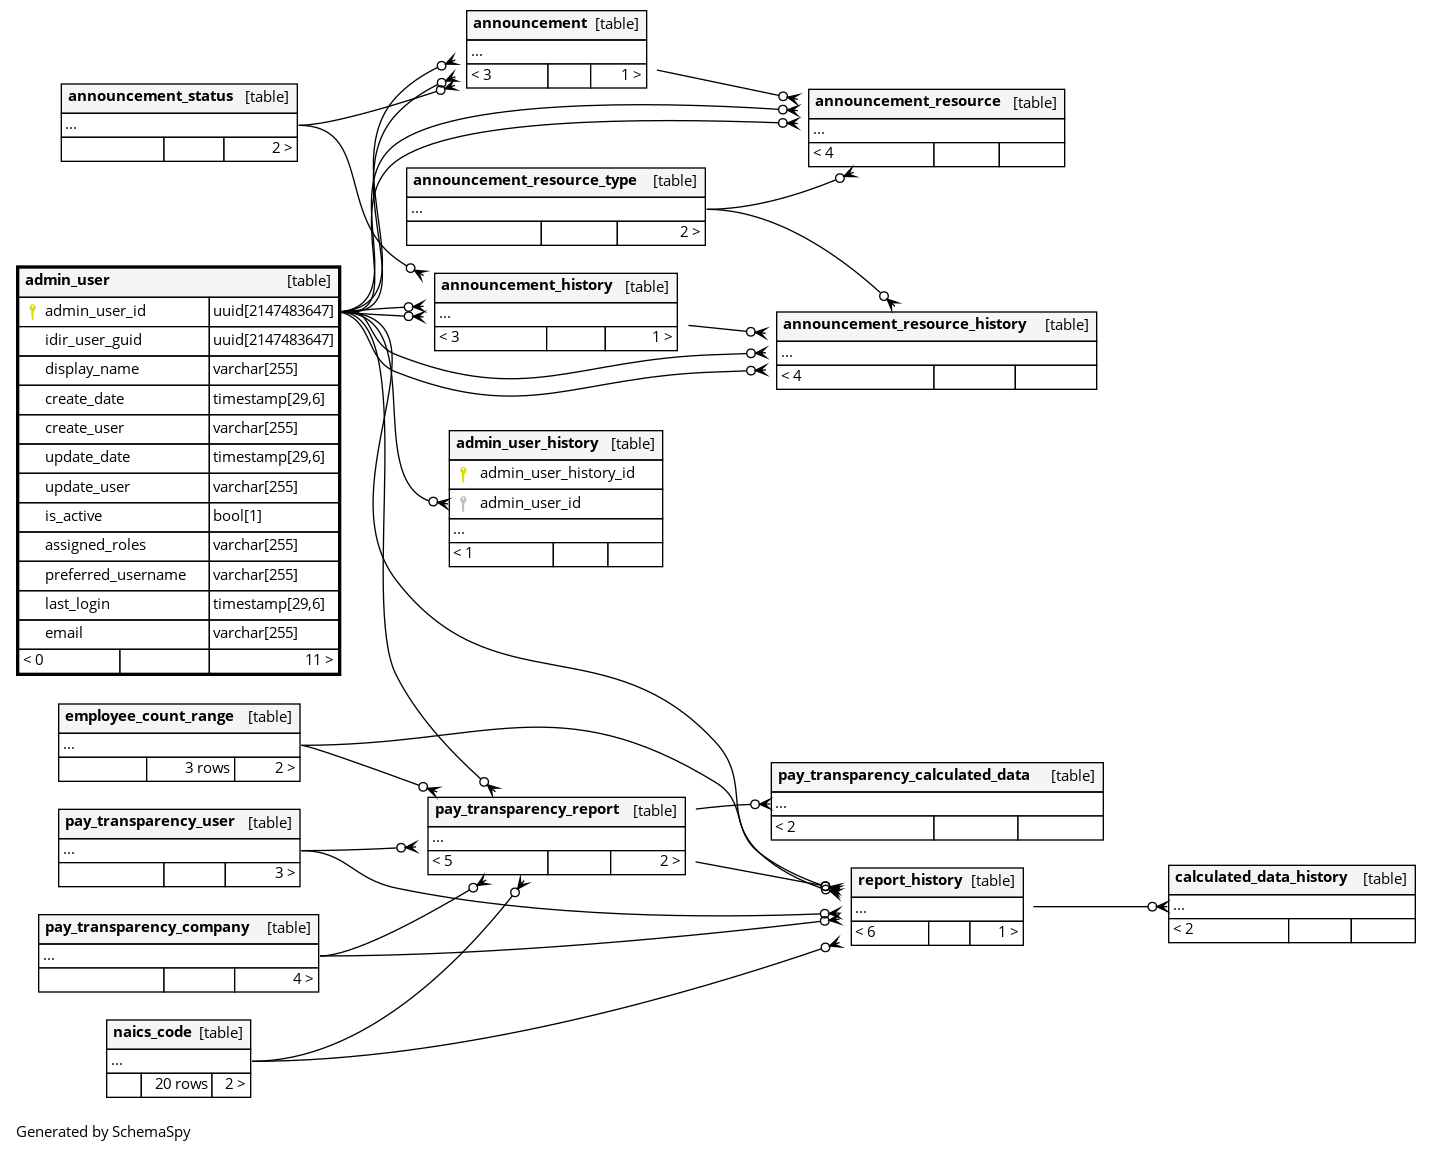 announcement [table]
...
< 3 1 >
announcement_status [table]
...
2 >
announcement_resource [table]
...
< 4
announcement_resource_type [table]
...
2 >
admin_user [table]
admin_user_id uuid[2147483647]
idir_user_guid uuid[2147483647]
display_name varchar[255]
create_date timestamp[29,6]
create_user varchar[255]
update_date timestamp[29,6]
update_user varchar[255]
is_active bool[1]
assigned_roles varchar[255]
preferred_username varchar[255]
last_login timestamp[29,6]
email varchar[255]
< 0 11 >
announcement_history [table]
...
< 3 1 >
announcement_resource_history [table]
...
< 4
admin_user_history [table]
admin_user_history_id
admin_user_id
...
< 1
employee_count_range [table]
...
3 rows 2 >
pay_transparency_user [table]
...
3 >
pay_transparency_report [table]
...
< 5 2 >
pay_transparency_calculated_data [table]
...
< 2
report_history [table]
...
< 6 1 >
calculated_data_history [table]
...
< 2
pay_transparency_company [table]
...
4 >
naics_code [table]
...
20 rows 2 >
Generated by SchemaSpy